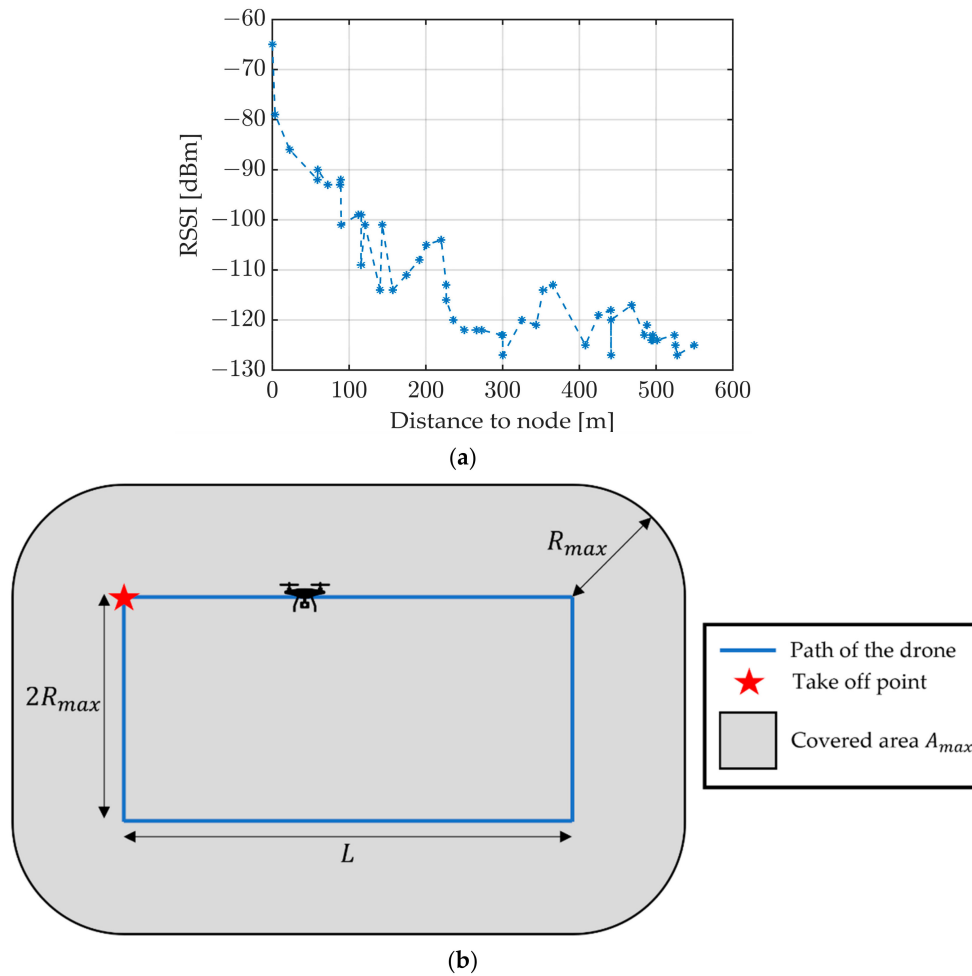 −60
−70
−80
−90
−100
−110
−120
−130
RSSI [dBm]
0 100 200 300 400 500 600
Distance to node [m]
(a)
R_max
2R_max
L
Path of the drone
Take off point
Covered area A_max
(b)